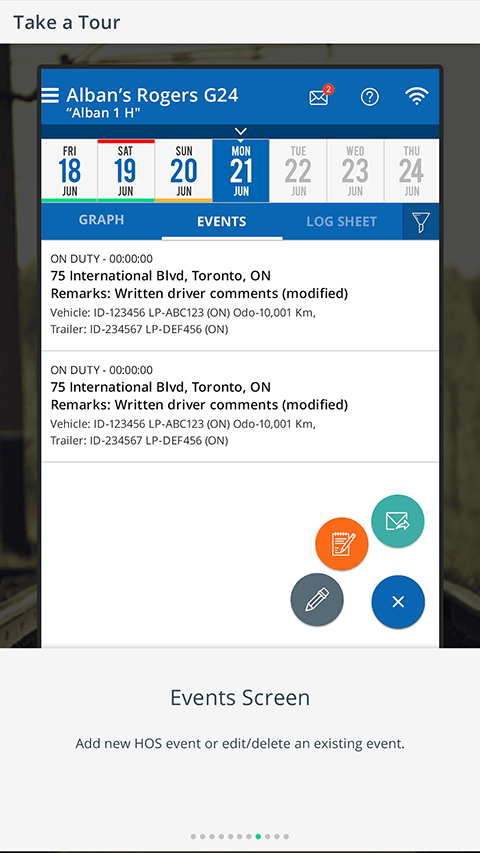 Take a Tour
Alban's Rogers G24
2
"Alban 1 H"
FRI SAT SUN MON TUE WED THU
18 19 20 21 22 23 24
JUN JUN JUN JUN JUN JUN JUN
GRAPH EVENTS LOG SHEET
ON DUTY - 00:00:00
75 International Blvd, Toronto, ON
Remarks: Written driver comments (modified)
Vehicle: ID-123456 LP-ABC123 (ON) Odo-10,001 Km,
Trailer: ID-234567 LP-DEF456 (ON)
ON DUTY - 00:00:00
75 International Blvd, Toronto, ON
Remarks: Written driver comments (modified)
Vehicle: ID-123456 LP-ABC123 (ON) Odo-10,001 Km,
Trailer: ID-234567 LP-DEF456 (ON)
Events Screen
Add new HOS event or edit/delete an existing event.